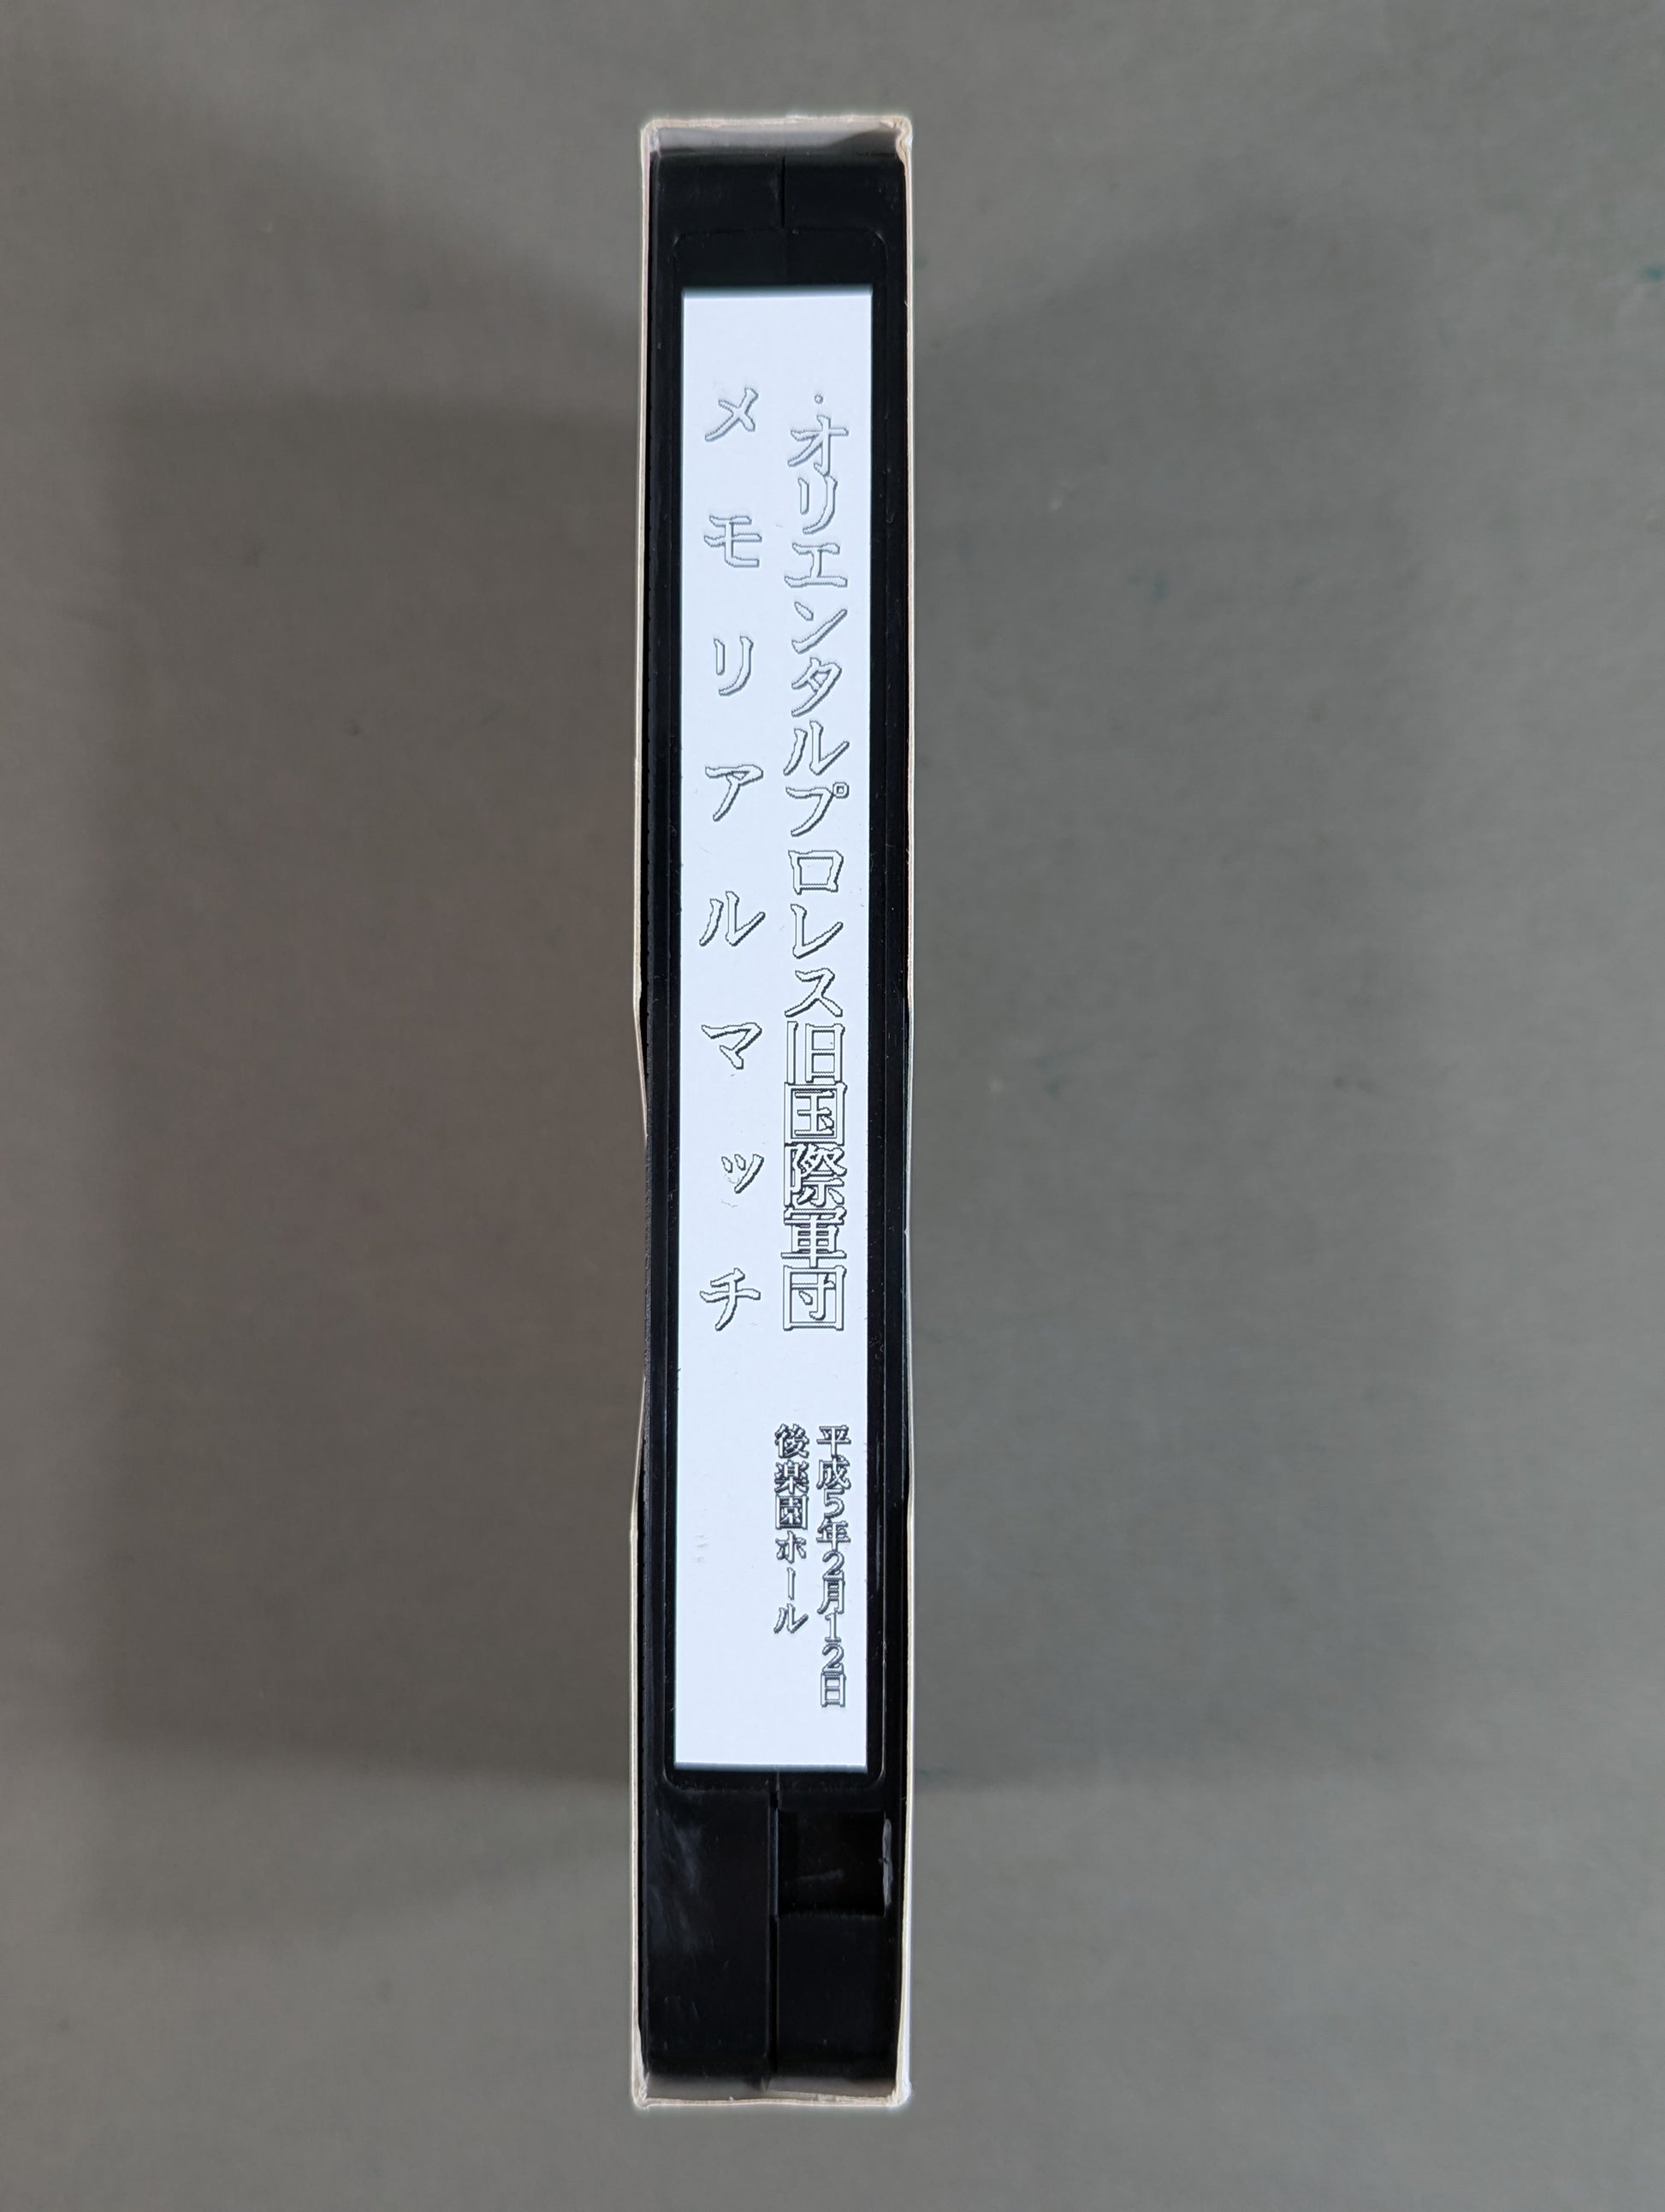 ・オリエンタルプロレス旧国際軍団
メモリアルマッチ
平成5年2月12日
後楽園ホール